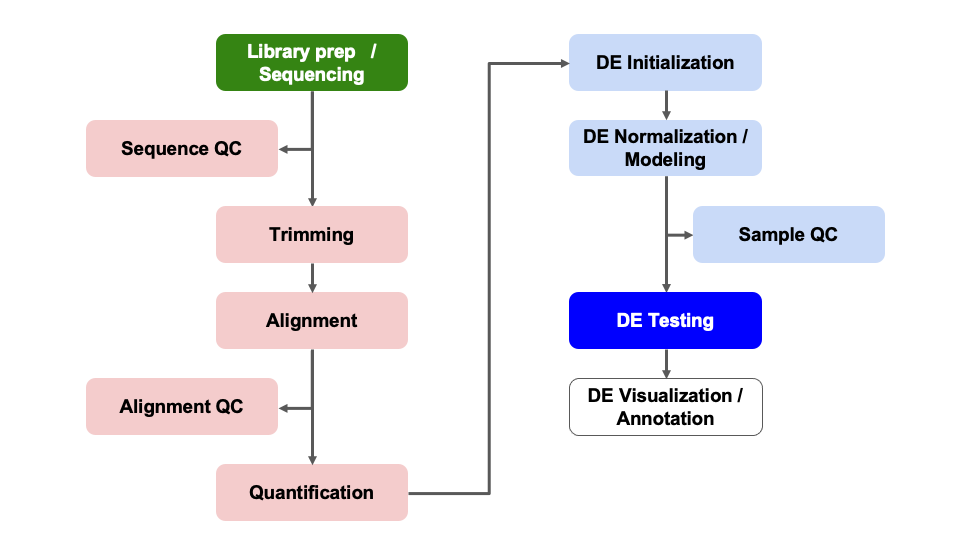 Library prep /
Sequencing
Sequence QC
Trimming
Alignment
Alignment QC
Quantification
DE Initialization
DE Normalization /
Modeling
Sample QC
DE Testing
DE Visualization /
Annotation